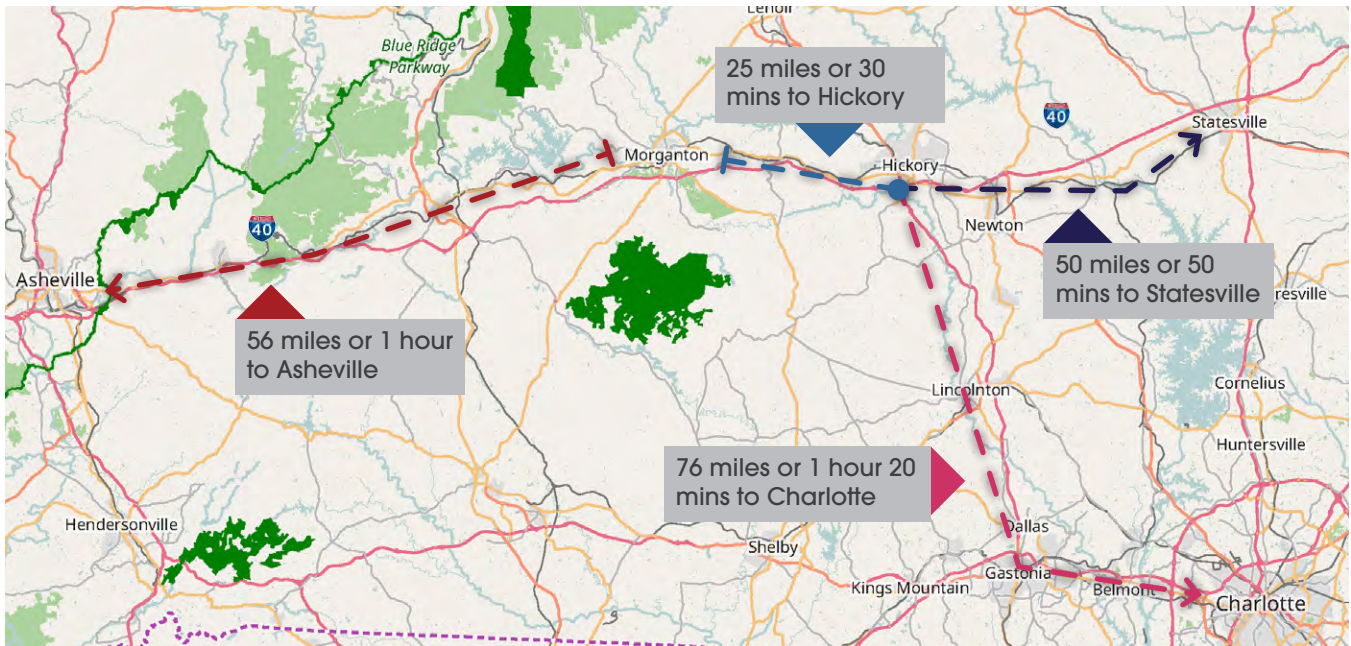 Lenoir
Blue Ridge
Parkway
25 miles or 30
mins to Hickory
40
Statesville
Morganton
Hickory
Newton
40
Asheville
50 miles or 50
mins to Statesville
resville
56 miles or 1 hour
to Asheville
Lincolnton
Cornelius
Huntersville
76 miles or 1 hour 20
mins to Charlotte
Hendersonville
Dallas
Shelby
Kings Mountain
Gastonia
Belmont
Charlotte